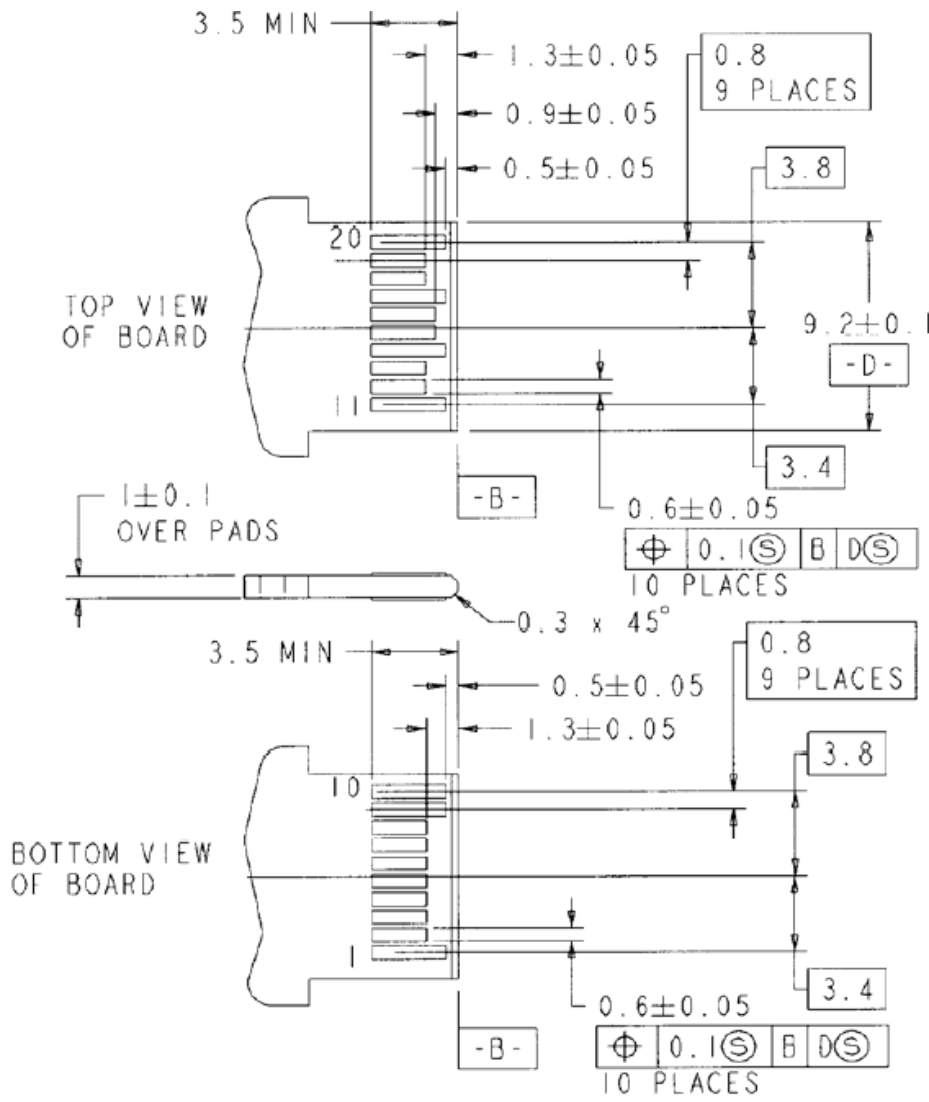 3.5 MIN
1.3±0.05
0.8
9 PLACES
0.9±0.05
0.5±0.05
3.8
20
TOP VIEW
OF BOARD
9.2±0.1
-D-
11
3.4
-B-
1±0.1
OVER PADS
0.6±0.05
⌖ 0.1Ⓢ B DⓈ
10 PLACES
0.3 x 45°
3.5 MIN
0.8
9 PLACES
0.5±0.05
1.3±0.05
3.8
10
BOTTOM VIEW
OF BOARD
1
3.4
0.6±0.05
-B-
⌖ 0.1Ⓢ B DⓈ
10 PLACES